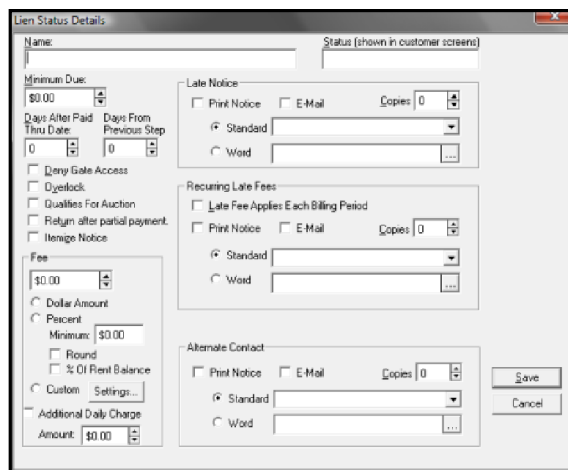 Lien Status Details
Name:
Status (shown in customer screens)
Minimum Due:
$0.00
Days After Paid Thru Date:
Days From Previous Step
0
0
Deny Gate Access
Overlock
Qualifies For Auction
Return after partial payment.
Itemize Notice
Fee
$0.00
Dollar Amount
Percent
Minimum: $0.00
Round
% Of Rent Balance
Custom Settings...
Additional Daily Charge
Amount: $0.00
Late Notice
Print Notice E-Mail Copies 0
Standard
Word ...
Recurring Late Fees
Late Fee Applies Each Billing Period
Print Notice E-Mail Copies 0
Standard
Word ...
Alternate Contact
Print Notice E-Mail Copies 0
Standard
Word ...
Save
Cancel